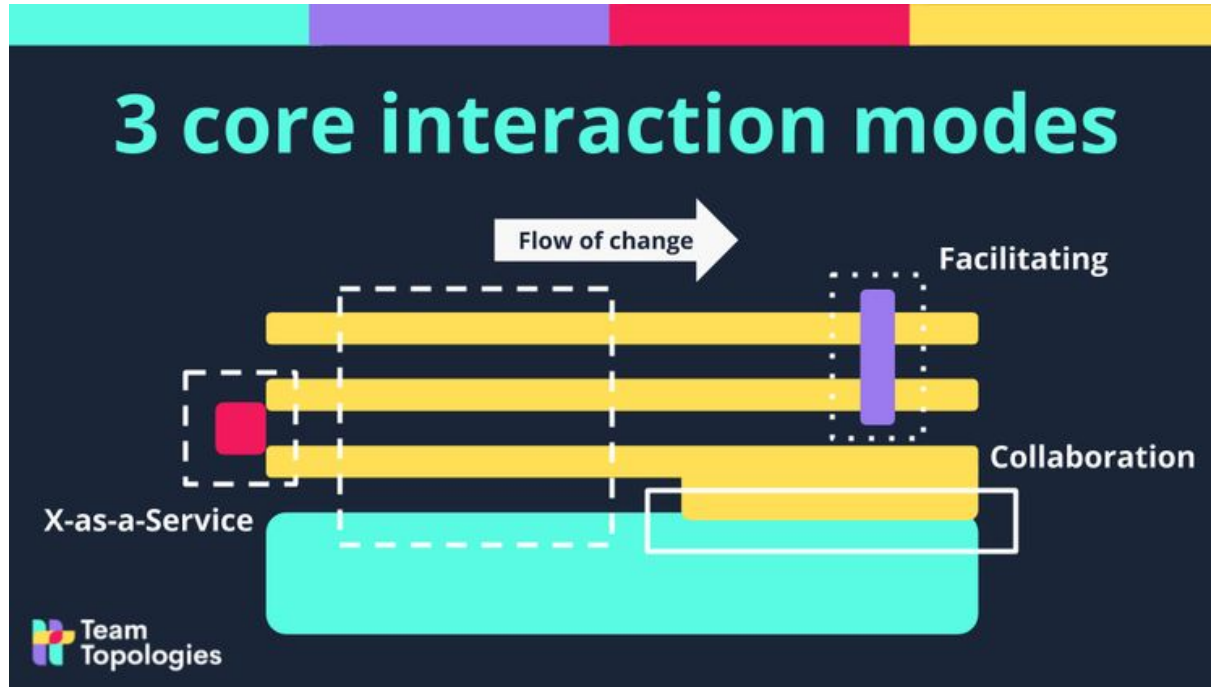 3 core interaction modes
Flow of change
Facilitating
Collaboration
X-as-a-Service
Team
Topologies